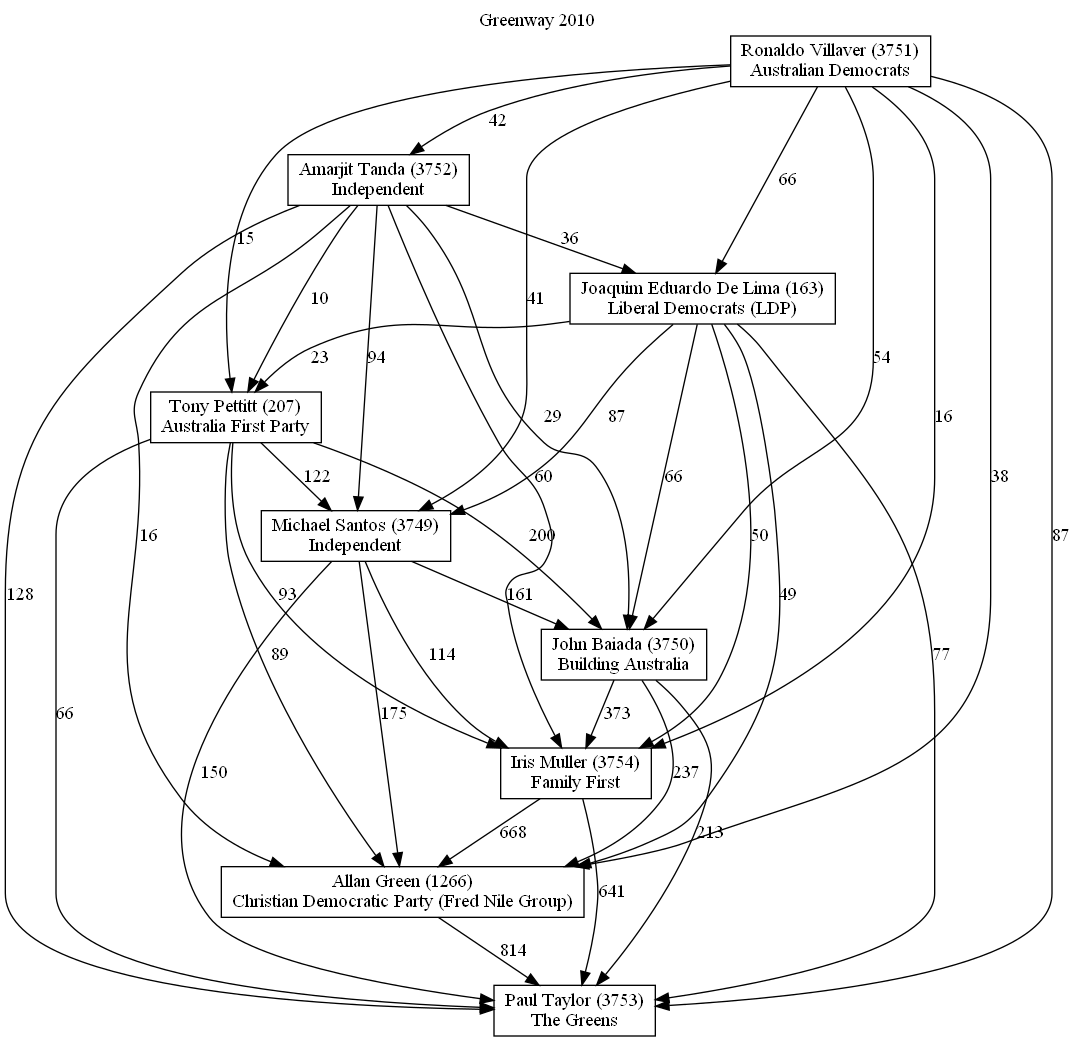 Greenway 2010
Ronaldo Villaver (3751)
Australian Democrats
42
Amarjit Tanda (3752)
Independent
66
15
36
Joaquim Eduardo De Lima (163)
Liberal Democrats (LDP)
10
41
23
94
54
Tony Pettitt (207)
Australia First Party
29
87
16
122
60
66
38
Michael Santos (3749)
Independent
16
200
50
87
128
93
161
49
John Baiada (3750)
Building Australia
89
114
77
66
175
373
Iris Muller (3754)
Family First
150
237
668
213
Allan Green (1266)
Christian Democratic Party (Fred Nile Group)
641
814
Paul Taylor (3753)
The Greens